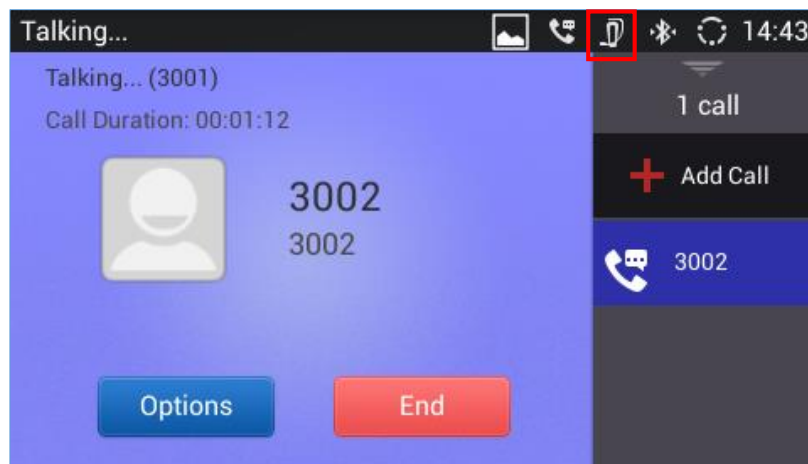 Talking...
14:43
Talking... (3001)
Call Duration: 00:01:12
3002
3002
Options
End
1 call
Add Call
3002